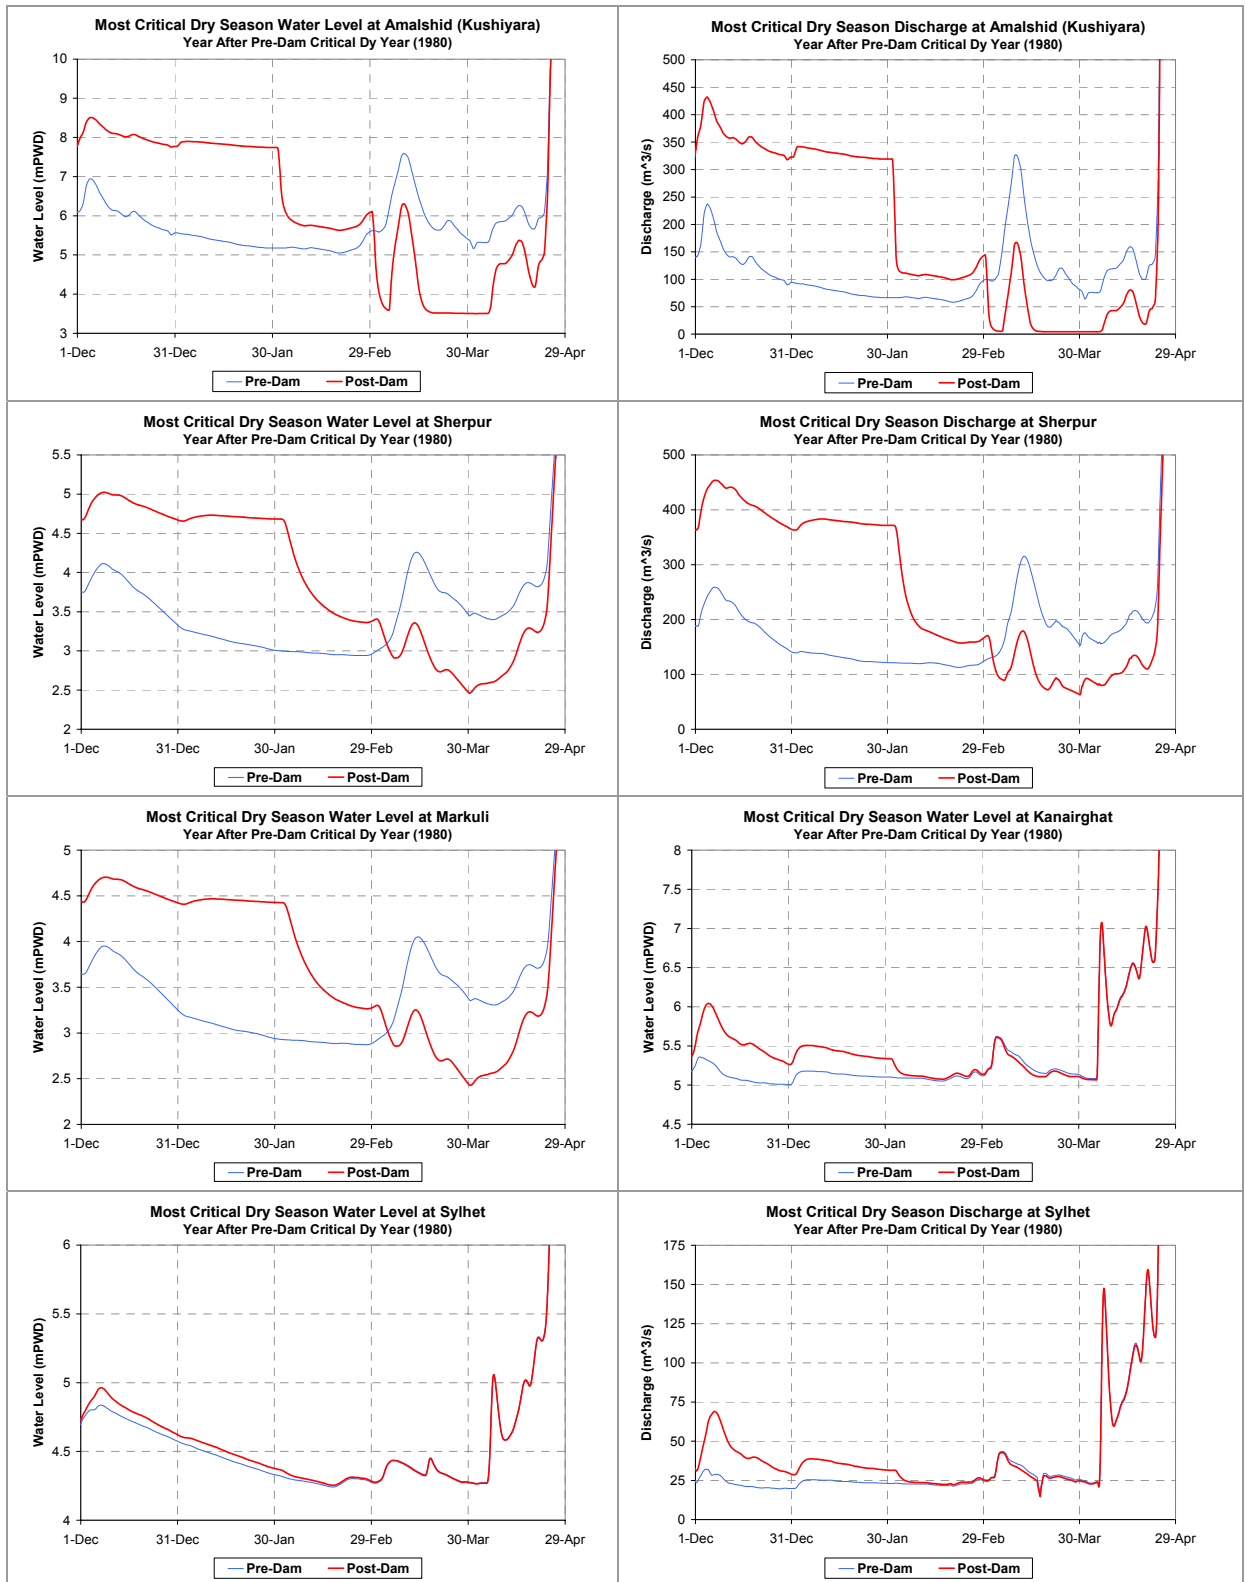 Most Critical Dry Season Water Level at Amalshid (Kushiyara)
Year After Pre-Dam Critical Dy Year (1980)
Water Level (mPWD)
10
9
8
7
6
5
4
3
1-Dec 31-Dec 30-Jan 29-Feb 30-Mar 29-Apr
Pre-Dam Post-Dam
Most Critical Dry Season Discharge at Amalshid (Kushiyara)
Year After Pre-Dam Critical Dy Year (1980)
Discharge (m^3/s)
500
450
400
350
300
250
200
150
100
50
0
1-Dec 31-Dec 30-Jan 29-Feb 30-Mar 29-Apr
Pre-Dam Post-Dam
Most Critical Dry Season Water Level at Sherpur
Year After Pre-Dam Critical Dy Year (1980)
Water Level (mPWD)
5.5
5
4.5
4
3.5
3
2.5
2
1-Dec 31-Dec 30-Jan 29-Feb 30-Mar 29-Apr
Pre-Dam Post-Dam
Most Critical Dry Season Discharge at Sherpur
Year After Pre-Dam Critical Dy Year (1980)
Discharge (m^3/s)
500
400
300
200
100
0
1-Dec 31-Dec 30-Jan 29-Feb 30-Mar 29-Apr
Pre-Dam Post-Dam
Most Critical Dry Season Water Level at Markuli
Year After Pre-Dam Critical Dy Year (1980)
Water Level (mPWD)
5
4.5
4
3.5
3
2.5
2
1-Dec 31-Dec 30-Jan 29-Feb 30-Mar 29-Apr
Pre-Dam Post-Dam
Most Critical Dry Season Water Level at Kanairghat
Year After Pre-Dam Critical Dy Year (1980)
Water Level (mPWD)
8
7.5
7
6.5
6
5.5
5
4.5
1-Dec 31-Dec 30-Jan 29-Feb 30-Mar 29-Apr
Pre-Dam Post-Dam
Most Critical Dry Season Water Level at Sylhet
Year After Pre-Dam Critical Dy Year (1980)
Water Level (mPWD)
6
5.5
5
4.5
4
1-Dec 31-Dec 30-Jan 29-Feb 30-Mar 29-Apr
Pre-Dam Post-Dam
Most Critical Dry Season Discharge at Sylhet
Year After Pre-Dam Critical Dy Year (1980)
Discharge (m^3/s)
175
150
125
100
75
50
25
0
1-Dec 31-Dec 30-Jan 29-Feb 30-Mar 29-Apr
Pre-Dam Post-Dam